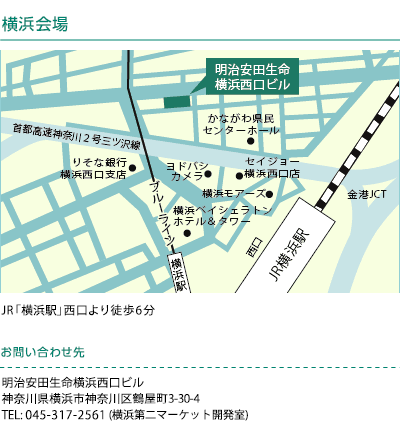 横浜会場
明治安田生命
横浜西口ビル
首都高速神奈川2号三ツ沢線
かながわ県民
センターホール
りそな銀行
横浜西口支店
ヨドバシ
カメラ
セイジョー
横浜西口店
横浜モアーズ
金港JCT
ブルーライン
横浜ベイシェラトン
ホテル&タワー
西口
横浜駅
JR横浜駅
JR「横浜駅」西口より徒歩6分
お問い合わせ先
明治安田生命横浜西口ビル
神奈川県横浜市神奈川区鶴屋町3-30-4
TEL: 045-317-2561 (横浜第二マーケット開発室)